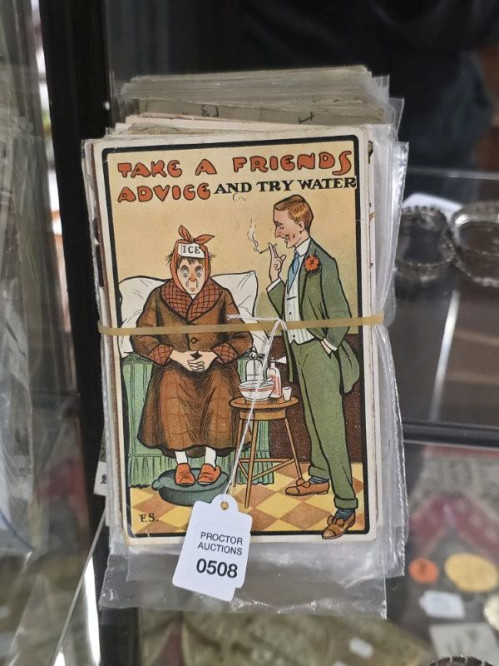 TAKE A FRIENDS
ADVICE AND TRY WATER
ICE
E.S.
PROCTOR
AUCTIONS
0508